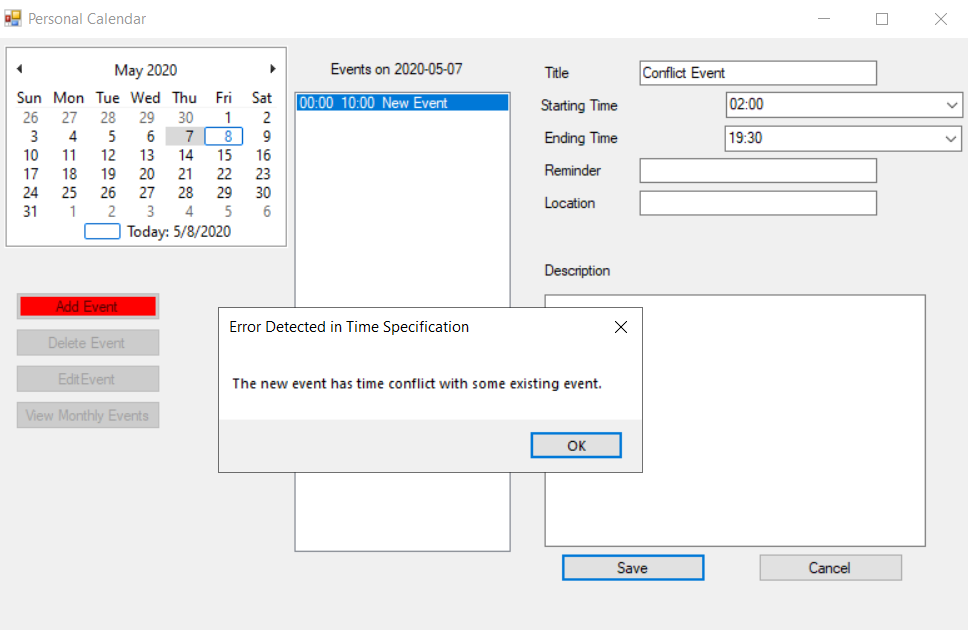 Personal Calendar
May 2020
Sun Mon Tue Wed Thu Fri Sat
26 27 28 29 30 1 2
3 4 5 6 7 8 9
10 11 12 13 14 15 16
17 18 19 20 21 22 23
24 25 26 27 28 29 30
31 1 2 3 4 5 6
Today: 5/8/2020
Add Event
Delete Event
EditEvent
View Monthly Events
Events on 2020-05-07
00:00 10:00 New Event
Title
Conflict Event
Starting Time
02:00
Ending Time
19:30
Reminder
Location
Description
Error Detected in Time Specification
The new event has time conflict with some existing event.
OK
Save
Cancel